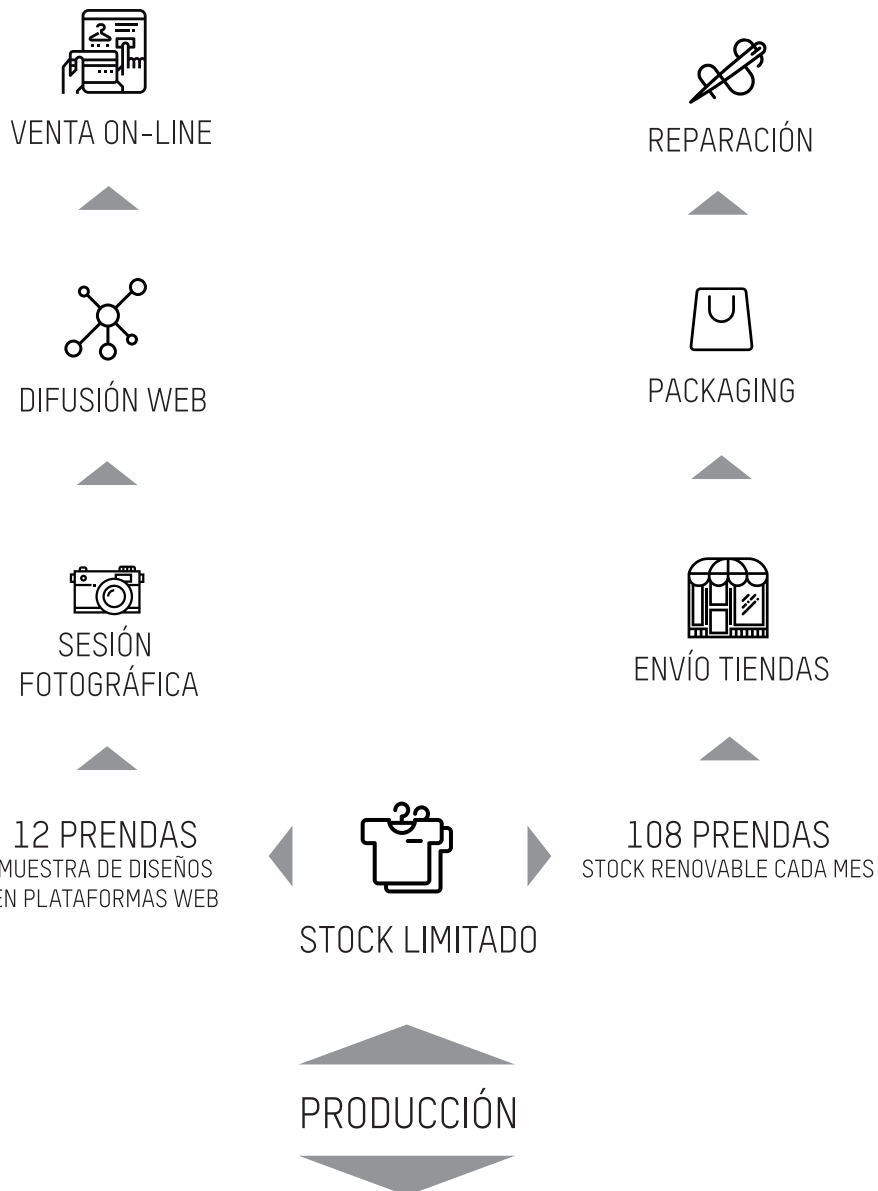 VENTA ON-LINE
REPARACIÓN
DIFUSIÓN WEB
PACKAGING
SESIÓN
FOTOGRÁFICA
ENVÍO TIENDAS
12 PRENDAS
MUESTRA DE DISEÑOS
EN PLATAFORMAS WEB
108 PRENDAS
STOCK RENOVABLE CADA MES
STOCK LIMITADO
PRODUCCIÓN